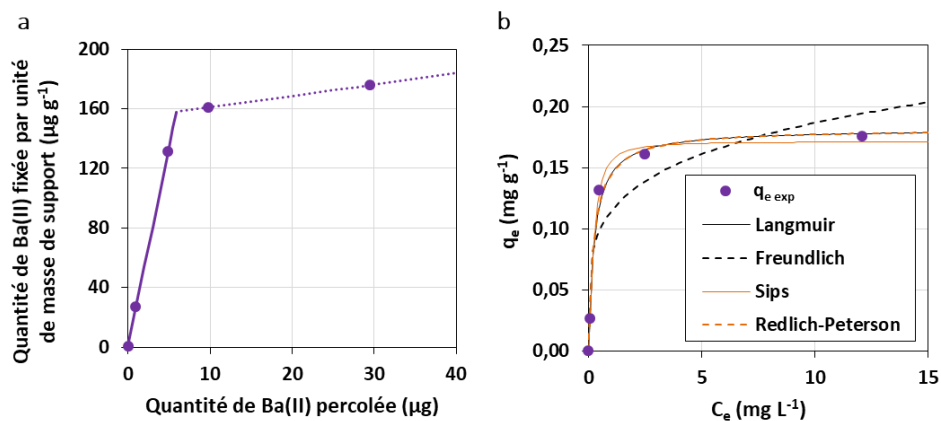 a
Quantité de Ba(II) fixée par unité
de masse de support (µg g-1)
200
160
120
80
40
0
0 10 20 30 40
Quantité de Ba(II) percolée (µg)
b
qe (mg g-1)
0,25
0,20
0,15
0,10
0,05
0,00
qe exp
Langmuir
Freundlich
Sips
Redlich-Peterson
0 5 10 15
Ce (mg L-1)